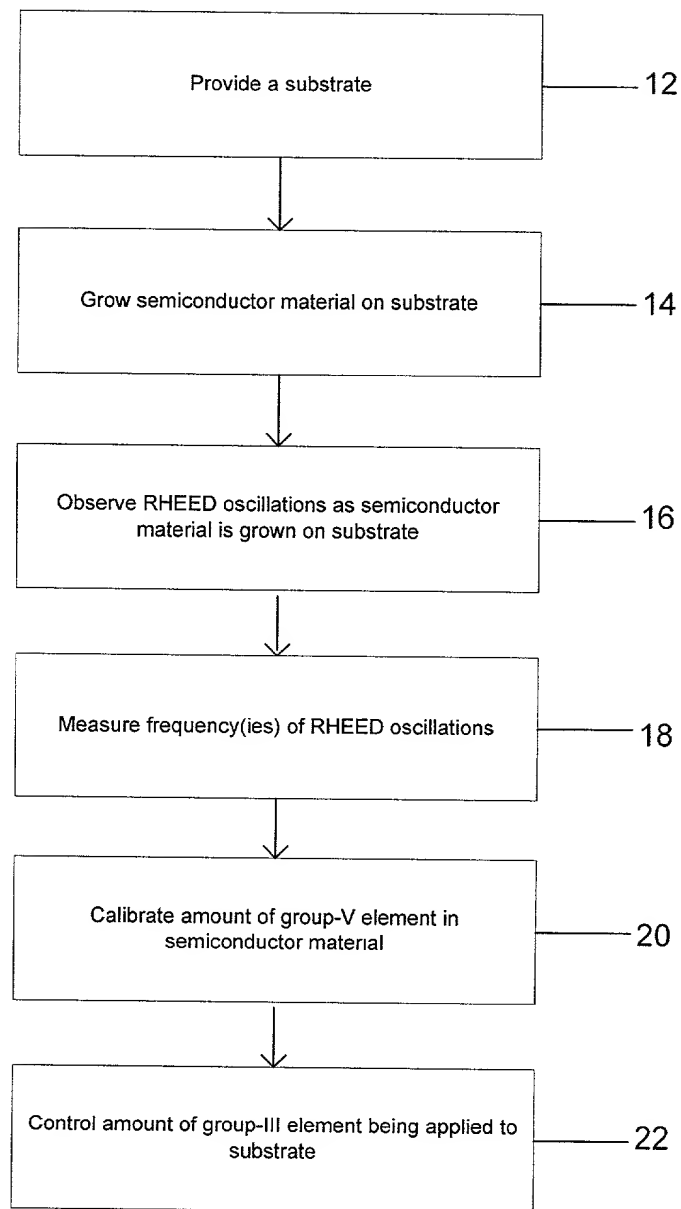 Provide a substrate
12
Grow semiconductor material on substrate
14
Observe RHEED oscillations as semiconductor
material is grown on substrate
16
Measure frequency(ies) of RHEED oscillations
18
Calibrate amount of group-V element in
semiconductor material
20
Control amount of group-III element being applied to
substrate
22